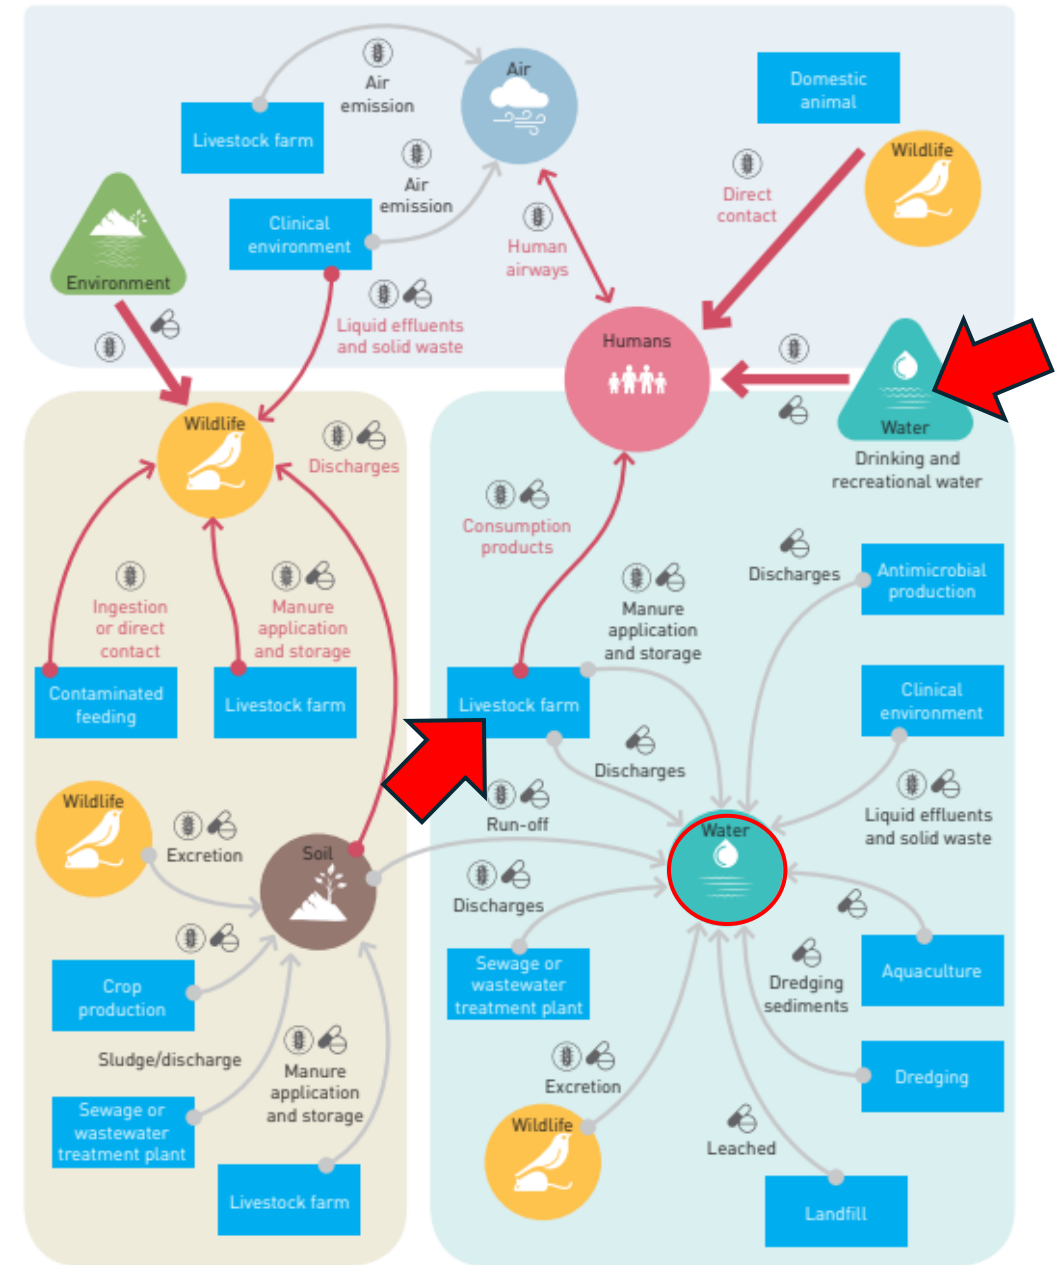 Air
Air
emission
Livestock farm
Domestic
animal
Wildlife
Air
emission
Direct
contact
Clinical
environment
Human
airways
Environment
Liquid effluents
and solid waste
Humans
Water
Drinking and
recreational water
Wildlife
Discharges
Consumption
products
Discharges
Antimicrobial
production
Ingestion
or direct
contact
Manure
application
and storage
Manure
application
and storage
Contaminated
feeding
Livestock farm
Livestock farm
Clinical
environment
Discharges
Liquid effluents
and solid waste
Run-off
Water
Wildlife
Excretion
Soil
Discharges
Sewage or
wastewater
treatment plant
Dredging
sediments
Aquaculture
Crop
production
Sludge/discharge
Manure
application
and storage
Excretion
Dredging
Sewage or
wastewater
treatment plant
Wildlife
Leached
Livestock farm
Landfill